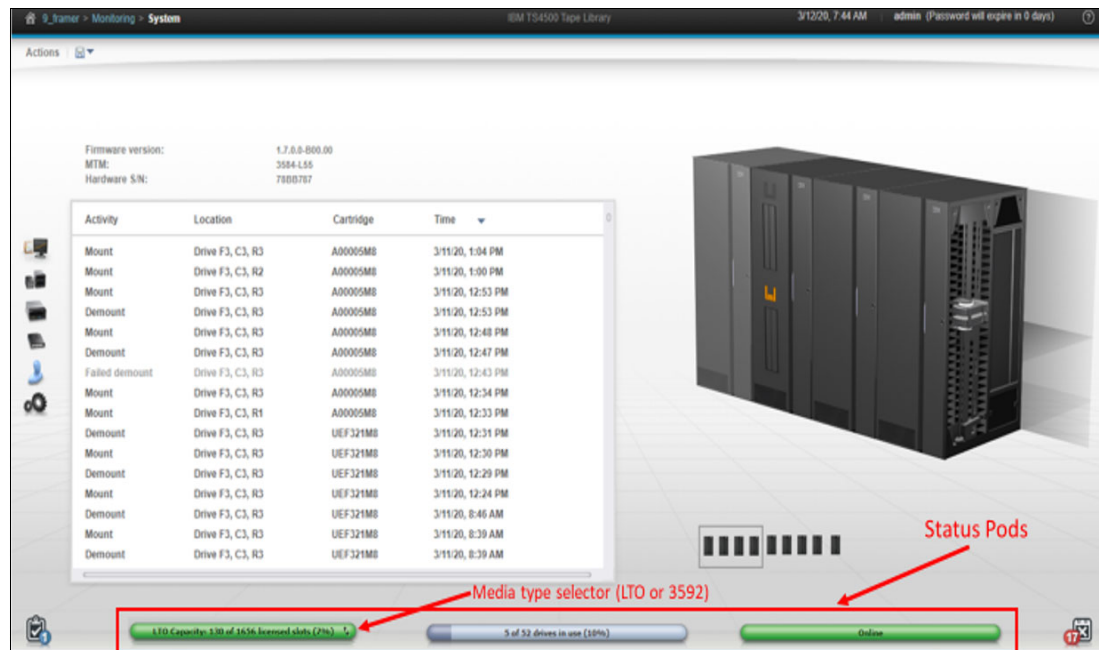 9_framer > Monitoring > System
IBM TS4500 Tape Library
3/12/20, 7:44 AM
admin (Password will expire in 0 days)
?
Actions
Firmware version: 1.7.0.0-B00.00
MTM: 3584-L55
Hardware S/N: 78BB787
Activity Location Cartridge Time
Mount Drive F3, C3, R3 A00005M8 3/11/20, 1:04 PM
Mount Drive F3, C3, R2 A00005M8 3/11/20, 1:00 PM
Mount Drive F3, C3, R3 A00005M8 3/11/20, 12:53 PM
Demount Drive F3, C3, R3 A00005M8 3/11/20, 12:53 PM
Mount Drive F3, C3, R3 A00005M8 3/11/20, 12:48 PM
Demount Drive F3, C3, R3 A00005M8 3/11/20, 12:47 PM
Failed demount Drive F3, C3, R3 A00005M8 3/11/20, 12:43 PM
Mount Drive F3, C3, R3 A00005M8 3/11/20, 12:34 PM
Mount Drive F3, C3, R1 A00005M8 3/11/20, 12:33 PM
Demount Drive F3, C3, R3 UEF321M8 3/11/20, 12:31 PM
Mount Drive F3, C3, R3 UEF321M8 3/11/20, 12:30 PM
Demount Drive F3, C3, R3 UEF321M8 3/11/20, 12:29 PM
Mount Drive F3, C3, R3 UEF321M8 3/11/20, 12:24 PM
Demount Drive F3, C3, R3 UEF321M8 3/11/20, 8:46 AM
Mount Drive F3, C3, R3 UEF321M8 3/11/20, 8:39 AM
Demount Drive F3, C3, R3 UEF321M8 3/11/20, 8:39 AM
Status Pods
Media type selector (LTO or 3592)
1
LTO Capacity: 130 of 1656 licensed slots (7%)
5 of 52 drives in use (10%)
Online
17